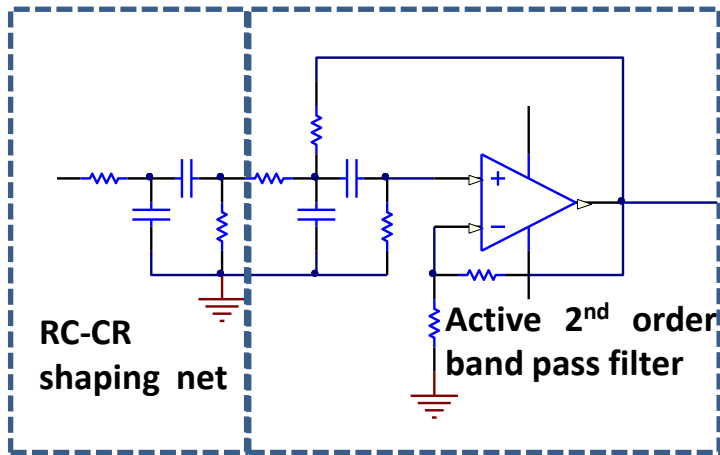 +
−
RC-CR
shaping net
Active 2nd order
band pass filter